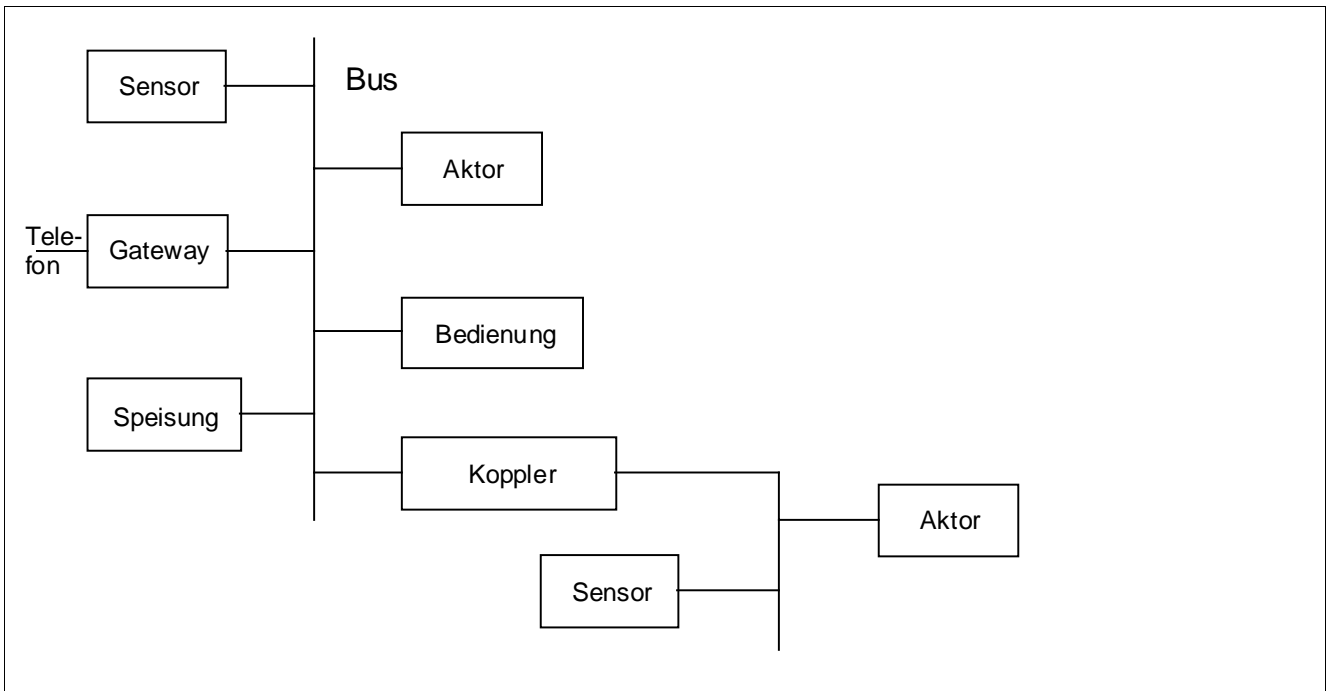 Sensor
Bus
Aktor
Tele-
fon
Gateway
Bedienung
Speisung
Koppler
Aktor
Sensor